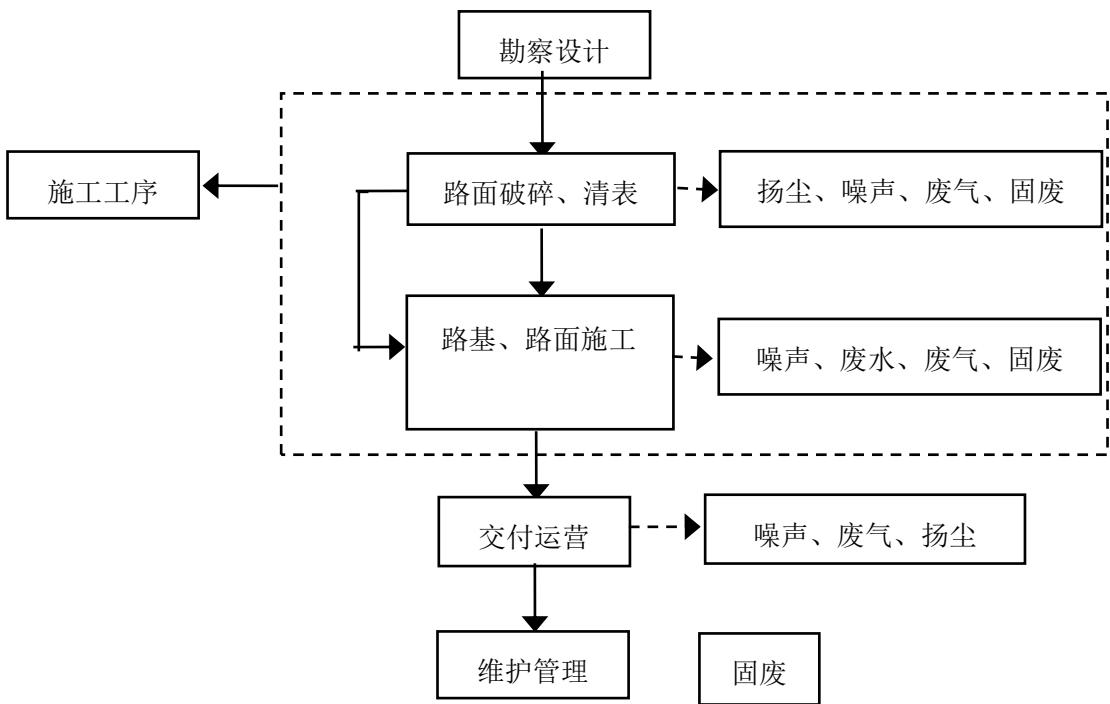 勘察设计
施工工序
路面破碎、清表
扬尘、噪声、废气、固废
路基、路面施工
噪声、废水、废气、固废
交付运营
噪声、废气、扬尘
维护管理
固废